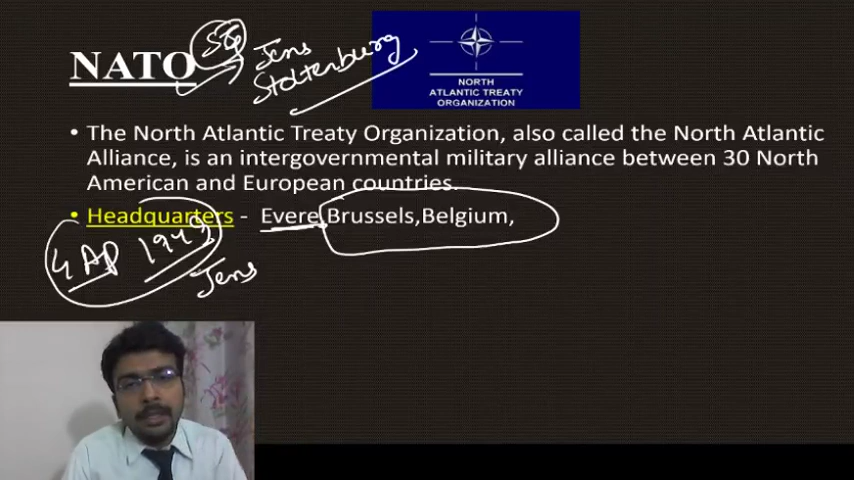 NATO SG Jens
Stoltenburg
NORTH
ATLANTIC TREATY
ORGANIZATION
• The North Atlantic Treaty Organization, also called the North Atlantic
Alliance, is an intergovernmental military alliance between 30 North
American and European countries.
• Headquarters - Evere,Brussels,Belgium,
4 AP 1949
Jens